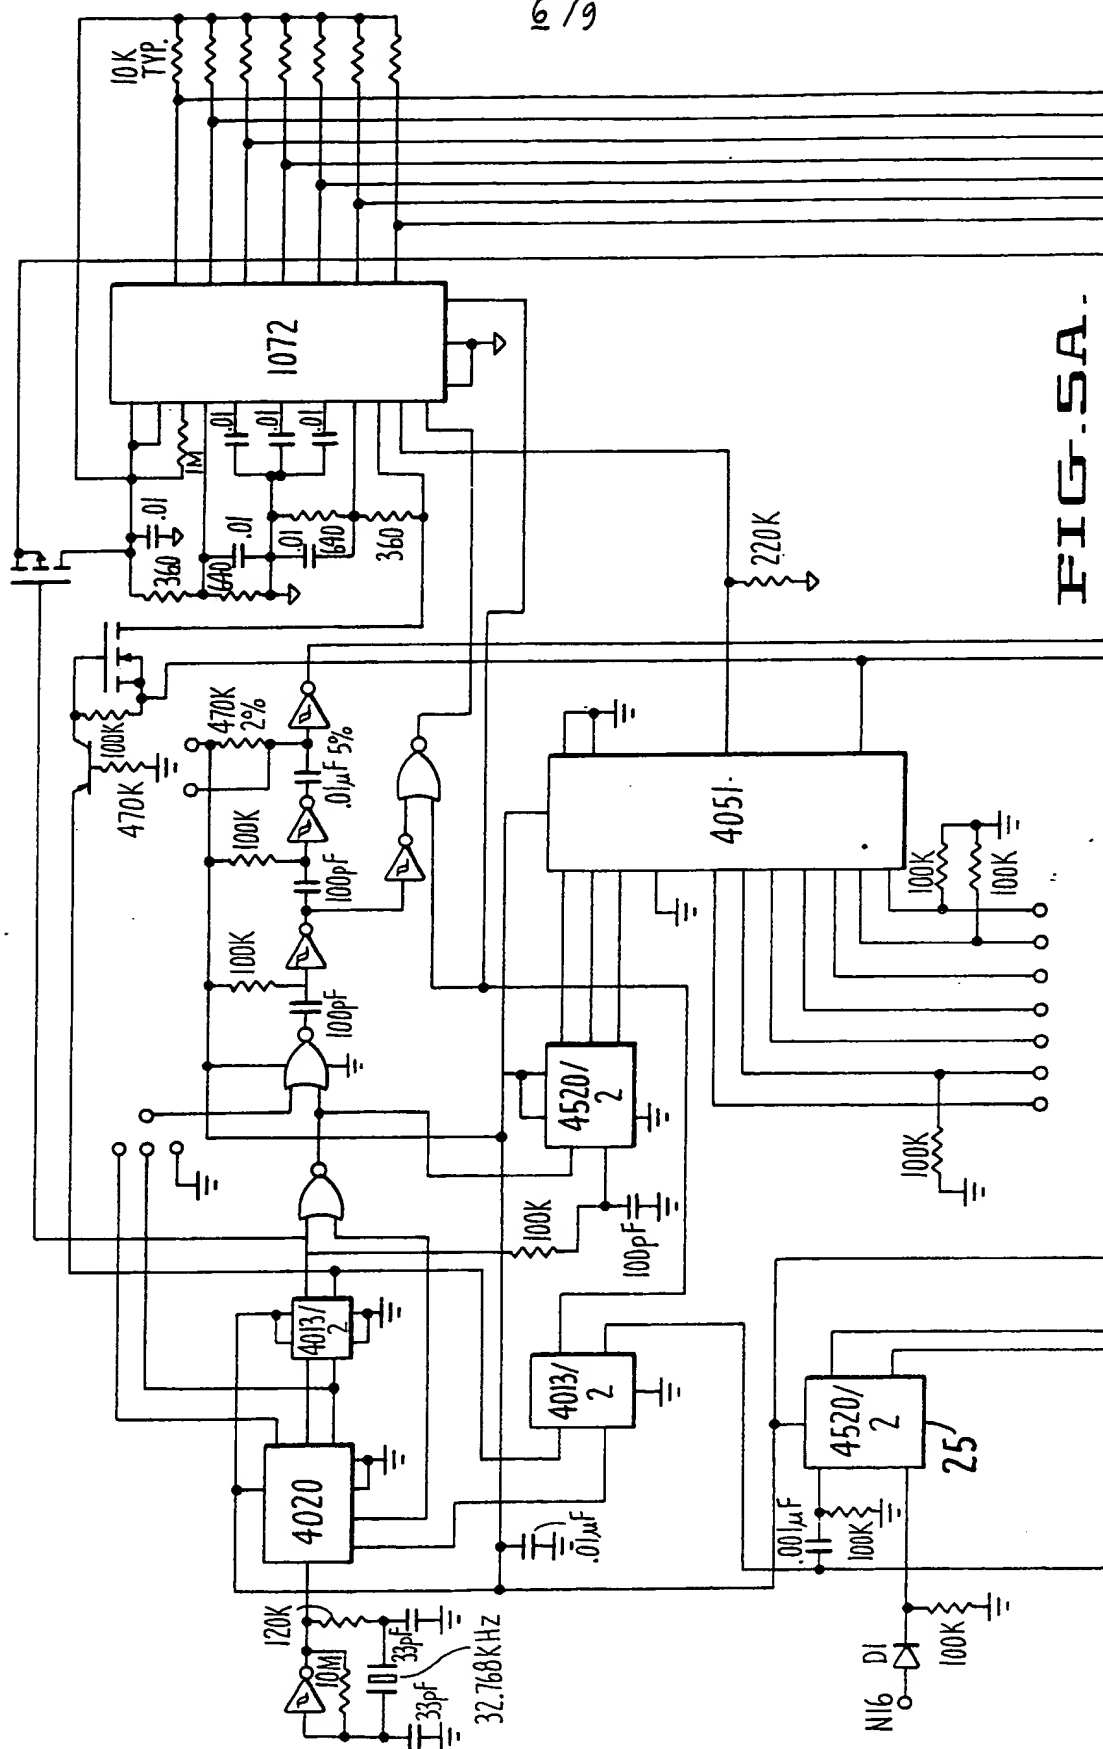 6/9
10K
TYP.
1072
1M
.01
.01
.01
.01
360
640
.01
.01
640
360
100K
470K
470K
2%
.01µF 5%
100K
100pF
100K
100pF
220K
4051
100K
100K
100K
4520/
2
100K
100pF
4013/
2
4013/
2
4020
.01µF
120K
10M
33pF
33pF
32.768KHZ
4520/
2
25
.001µF
100K
100K
D1
N16
FIG. 5A.